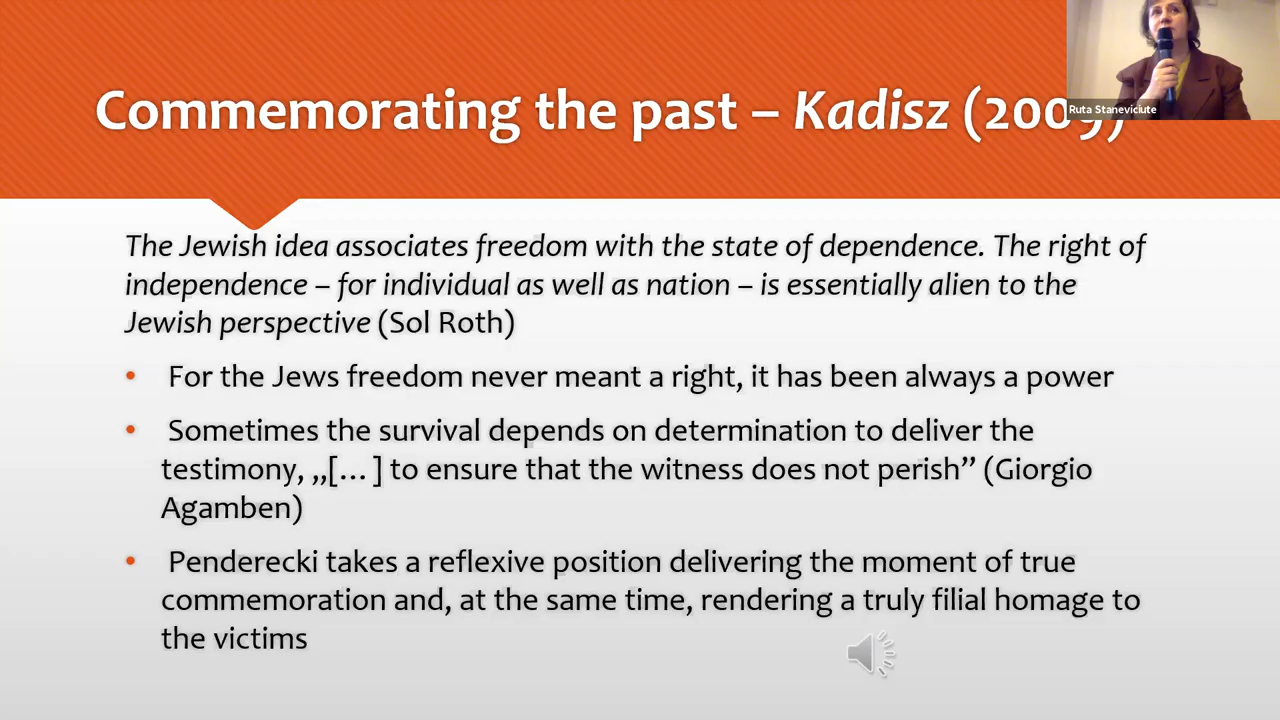 Commemorating the past – Kadisz (2009)
Ruta Staneviciute
The Jewish idea associates freedom with the state of dependence. The right of
independence – for individual as well as nation – is essentially alien to the
Jewish perspective (Sol Roth)
• For the Jews freedom never meant a right, it has been always a power
• Sometimes the survival depends on determination to deliver the
testimony, „[… ] to ensure that the witness does not perish” (Giorgio
Agamben)
• Penderecki takes a reflexive position delivering the moment of true
commemoration and, at the same time, rendering a truly filial homage to
the victims